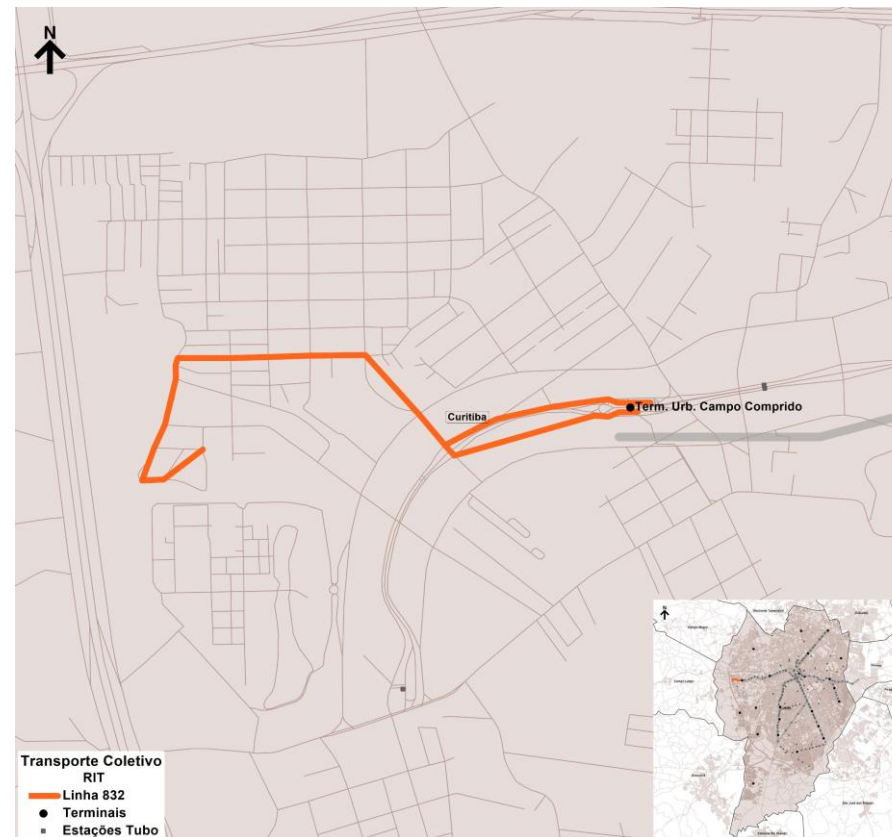 N
Curitiba
Term. Urb. Campo Comprido
Transporte Coletivo
RIT
Linha 832
Terminais
Estações Tubo
N